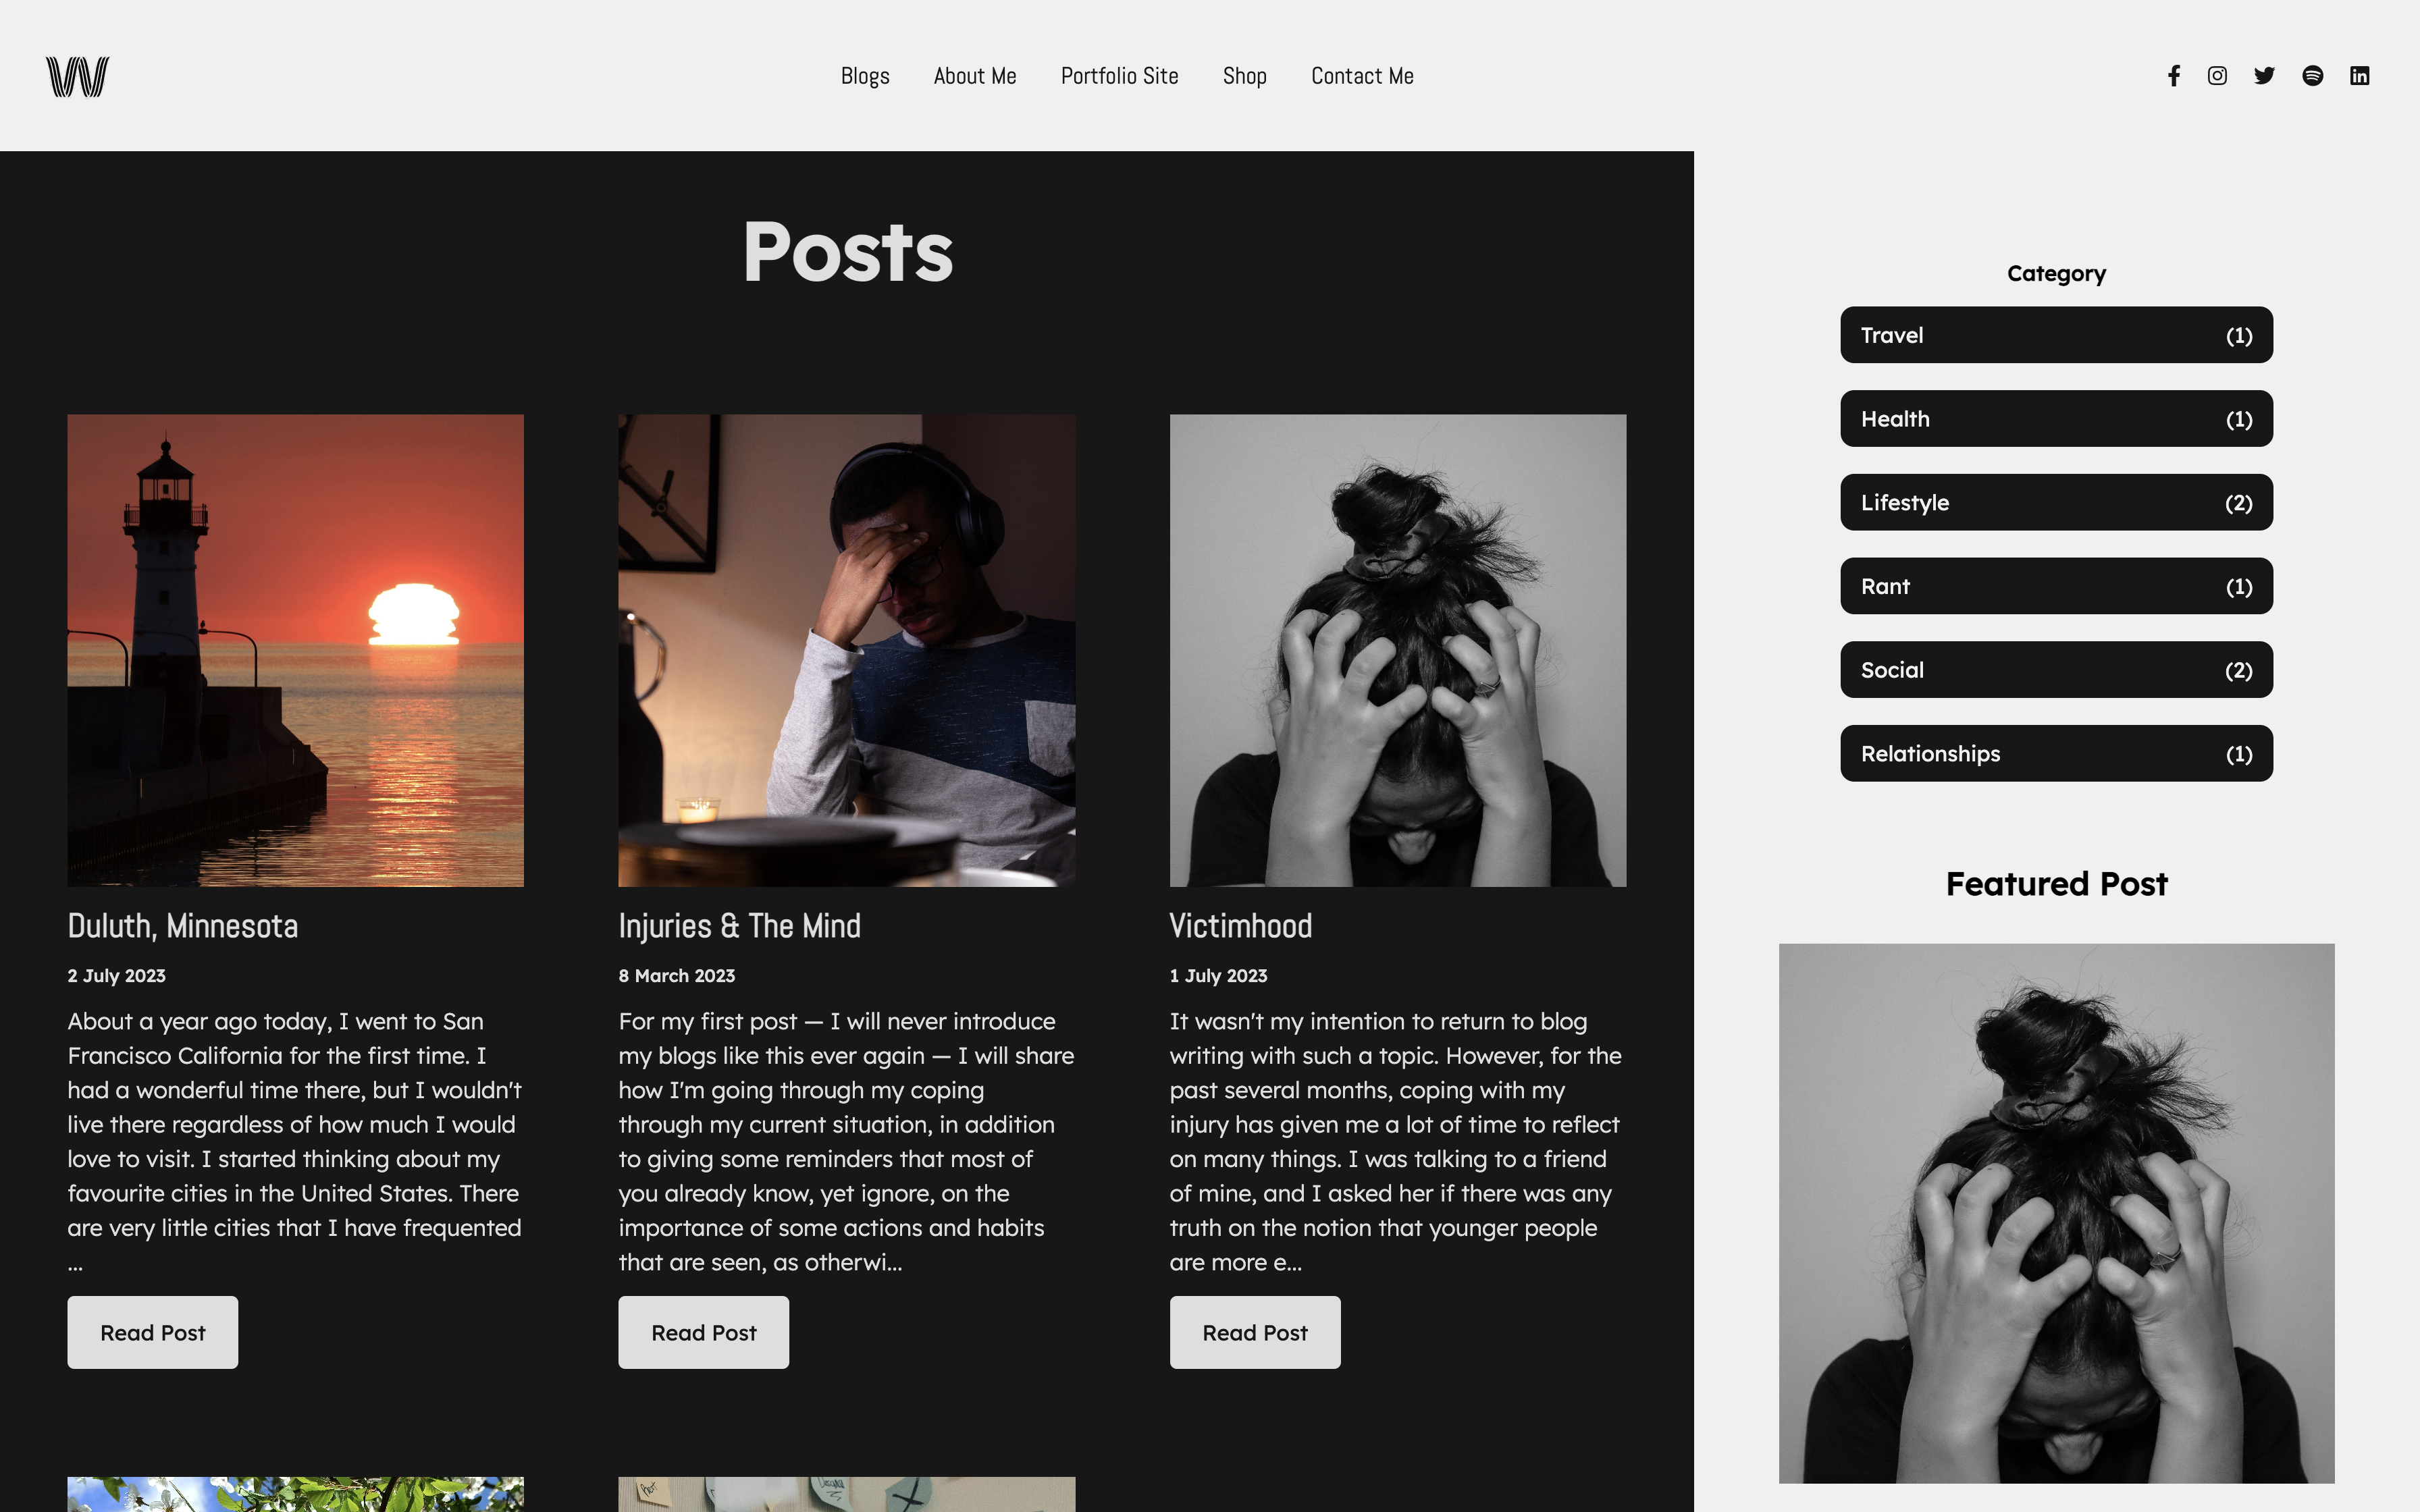 W
Blogs About Me Portfolio Site Shop Contact Me
Posts
Duluth, Minnesota
2 July 2023
About a year ago today, I went to San
Francisco California for the first time. I
had a wonderful time there, but I wouldn't
live there regardless of how much I would
love to visit. I started thinking about my
favourite cities in the United States. There
are very little cities that I have frequented
...
Read Post
Injuries & The Mind
8 March 2023
For my first post — I will never introduce
my blogs like this ever again — I will share
how I'm going through my coping
through my current situation, in addition
to giving some reminders that most of
you already know, yet ignore, on the
importance of some actions and habits
that are seen, as otherwi...
Read Post
Victimhood
1 July 2023
It wasn't my intention to return to blog
writing with such a topic. However, for the
past several months, coping with my
injury has given me a lot of time to reflect
on many things. I was talking to a friend
of mine, and I asked her if there was any
truth on the notion that younger people
are more e...
Read Post
Category
Travel (1)
Health (1)
Lifestyle (2)
Rant (1)
Social (2)
Relationships (1)
Featured Post